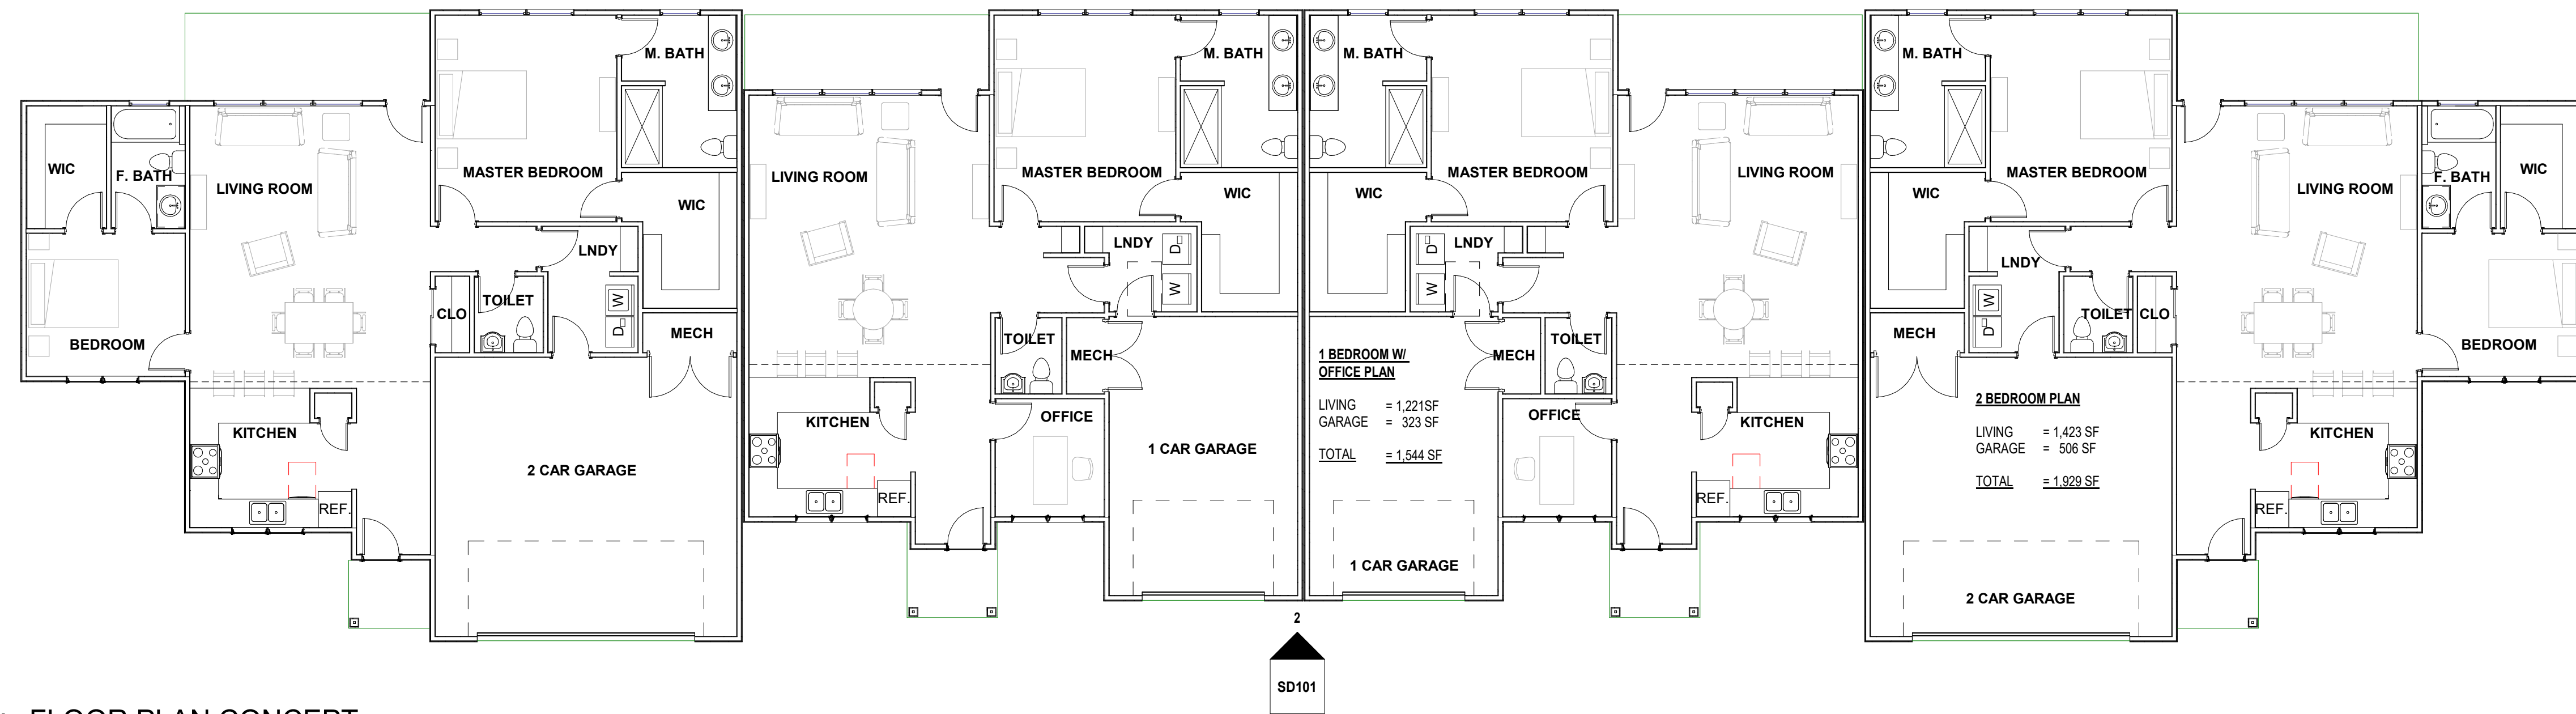 M. BATH
M. BATH
M. BATH
M. BATH
WIC
F. BATH
LIVING ROOM
MASTER BEDROOM
WIC
LIVING ROOM
MASTER BEDROOM
WIC
WIC
MASTER BEDROOM
LIVING ROOM
WIC
MASTER BEDROOM
LIVING ROOM
F. BATH
WIC
LNDY
LNDY
D
W
LNDY
D
W
LNDY
BEDROOM
CLO
TOILET
W
D
MECH
TOILET
MECH
1 BEDROOM W/
OFFICE PLAN
LIVING = 1,221SF
GARAGE = 323 SF
TOTAL = 1,544 SF
MECH
TOILET
MECH
W
D
TOILET
CLO
BEDROOM
KITCHEN
REF.
2 CAR GARAGE
KITCHEN
REF.
OFFICE
1 CAR GARAGE
1 CAR GARAGE
OFFICE
KITCHEN
REF.
2 BEDROOM PLAN
LIVING = 1,423 SF
GARAGE = 506 SF
TOTAL = 1,929 SF
2 CAR GARAGE
KITCHEN
REF.
2
SD101
FLOOR PLAN CONCEPT